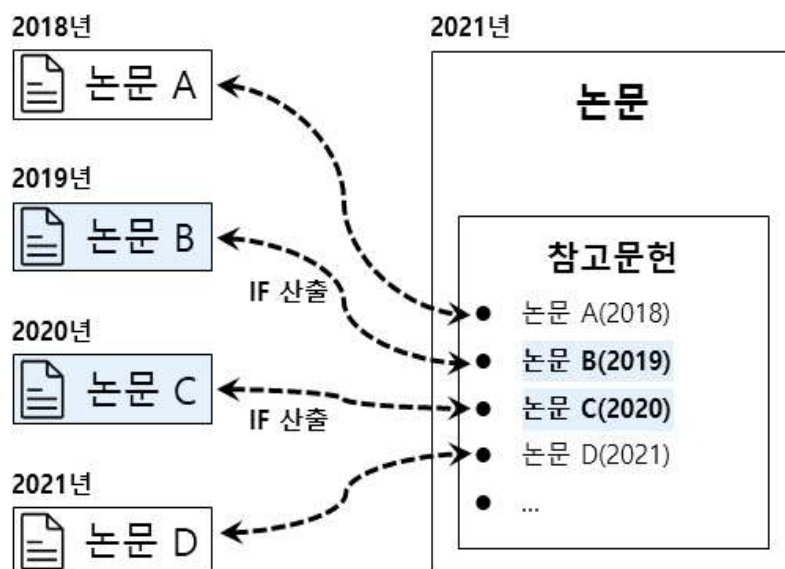 2018년
논문 A
2019년
논문 B
IF 산출
2020년
논문 C
IF 산출
2021년
논문 D
2021년
논문
참고문헌
● 논문 A(2018)
● 논문 B(2019)
● 논문 C(2020)
● 논문 D(2021)
● ...